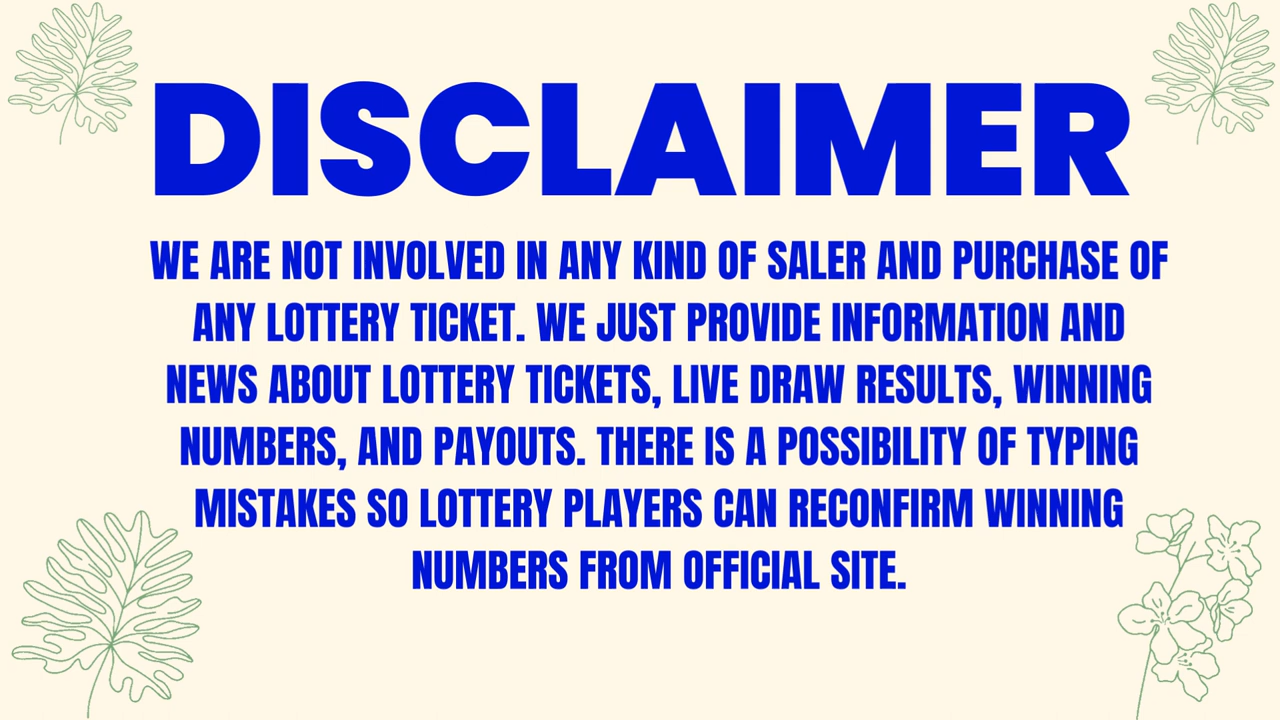 DISCLAIMER
WE ARE NOT INVOLVED IN ANY KIND OF SALER AND PURCHASE OF
ANY LOTTERY TICKET. WE JUST PROVIDE INFORMATION AND
NEWS ABOUT LOTTERY TICKETS, LIVE DRAW RESULTS, WINNING
NUMBERS, AND PAYOUTS. THERE IS A POSSIBILITY OF TYPING
MISTAKES SO LOTTERY PLAYERS CAN RECONFIRM WINNING
NUMBERS FROM OFFICIAL SITE.